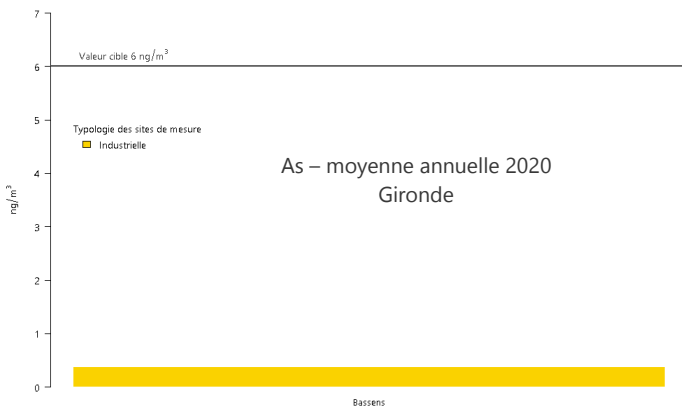 7
Valeur cible 6 ng/m³
6
5
Typologie des sites de mesure
Industrielle
As – moyenne annuelle 2020
Gironde
4
ng/m³
3
2
1
0
Bassens